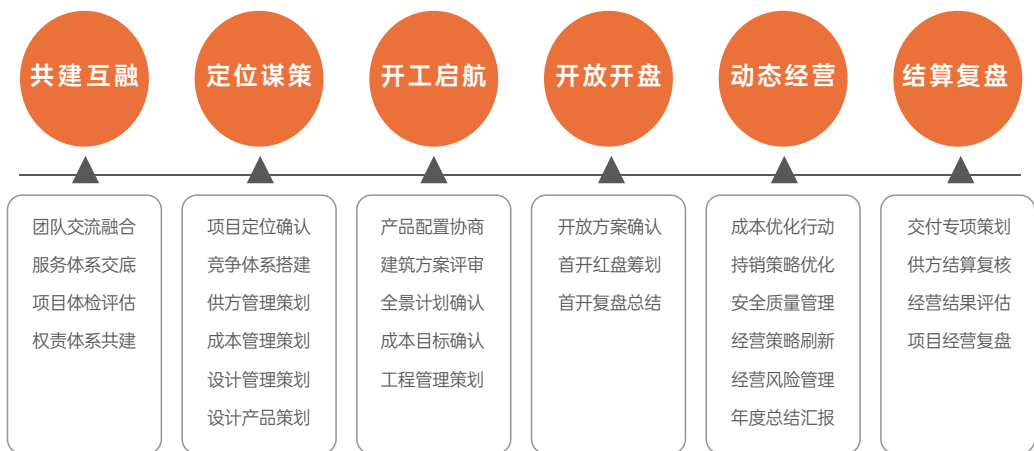 共建互融
定位谋策
开工启航
开放开盘
动态经营
结算复盘
团队交流融合
服务体系交底
项目体检评估
权责体系共建
项目定位确认
竞争体系搭建
供方管理策划
成本管理策划
设计管理策划
设计产品策划
产品配置协商
建筑方案评审
全景计划确认
成本目标确认
工程管理策划
开放方案确认
首开红盘筹划
首开复盘总结
成本优化行动
持销策略优化
安全质量管理
经营策略刷新
经营风险管理
年度总结汇报
交付专项策划
供方结算复核
经营结果评估
项目经营复盘